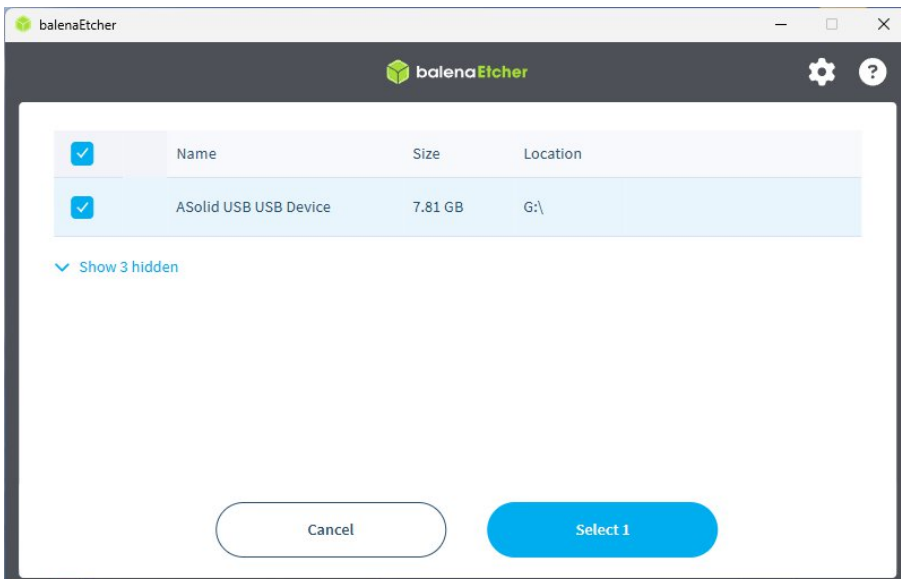 balenaEtcher
balenaEtcher
Name Size Location
ASolid USB USB Device 7.81 GB G:\
Show 3 hidden
Cancel Select 1